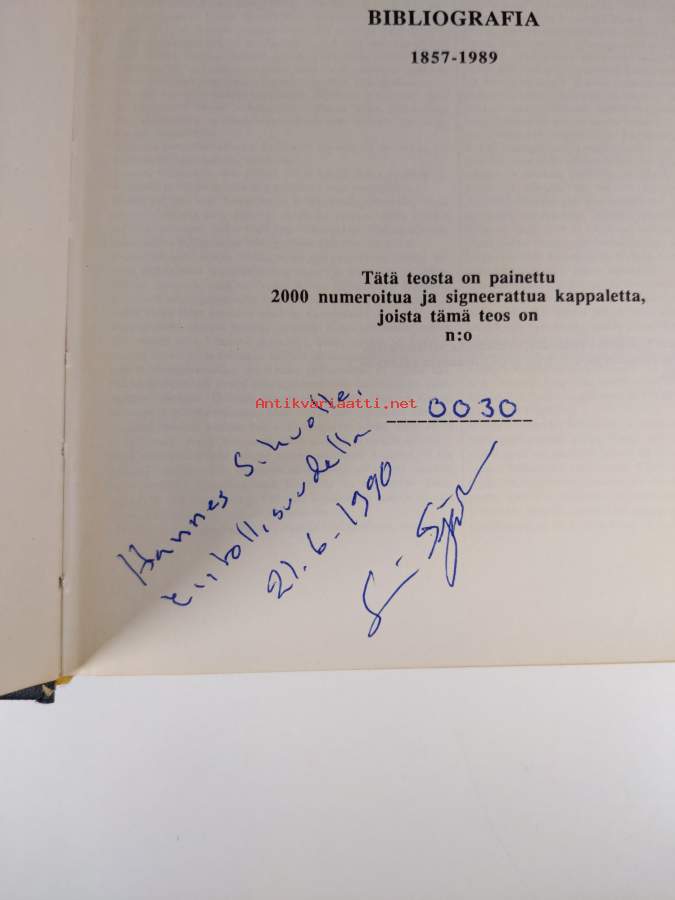 BIBLIOGRAFIA
1857-1989
Tätä teosta on painettu
2000 numeroitua ja signeerattua kappaletta,
joista tämä teos on
n:o
Antikvariaatti.net
0030
Hannes Sihvolle,
21.6.1990